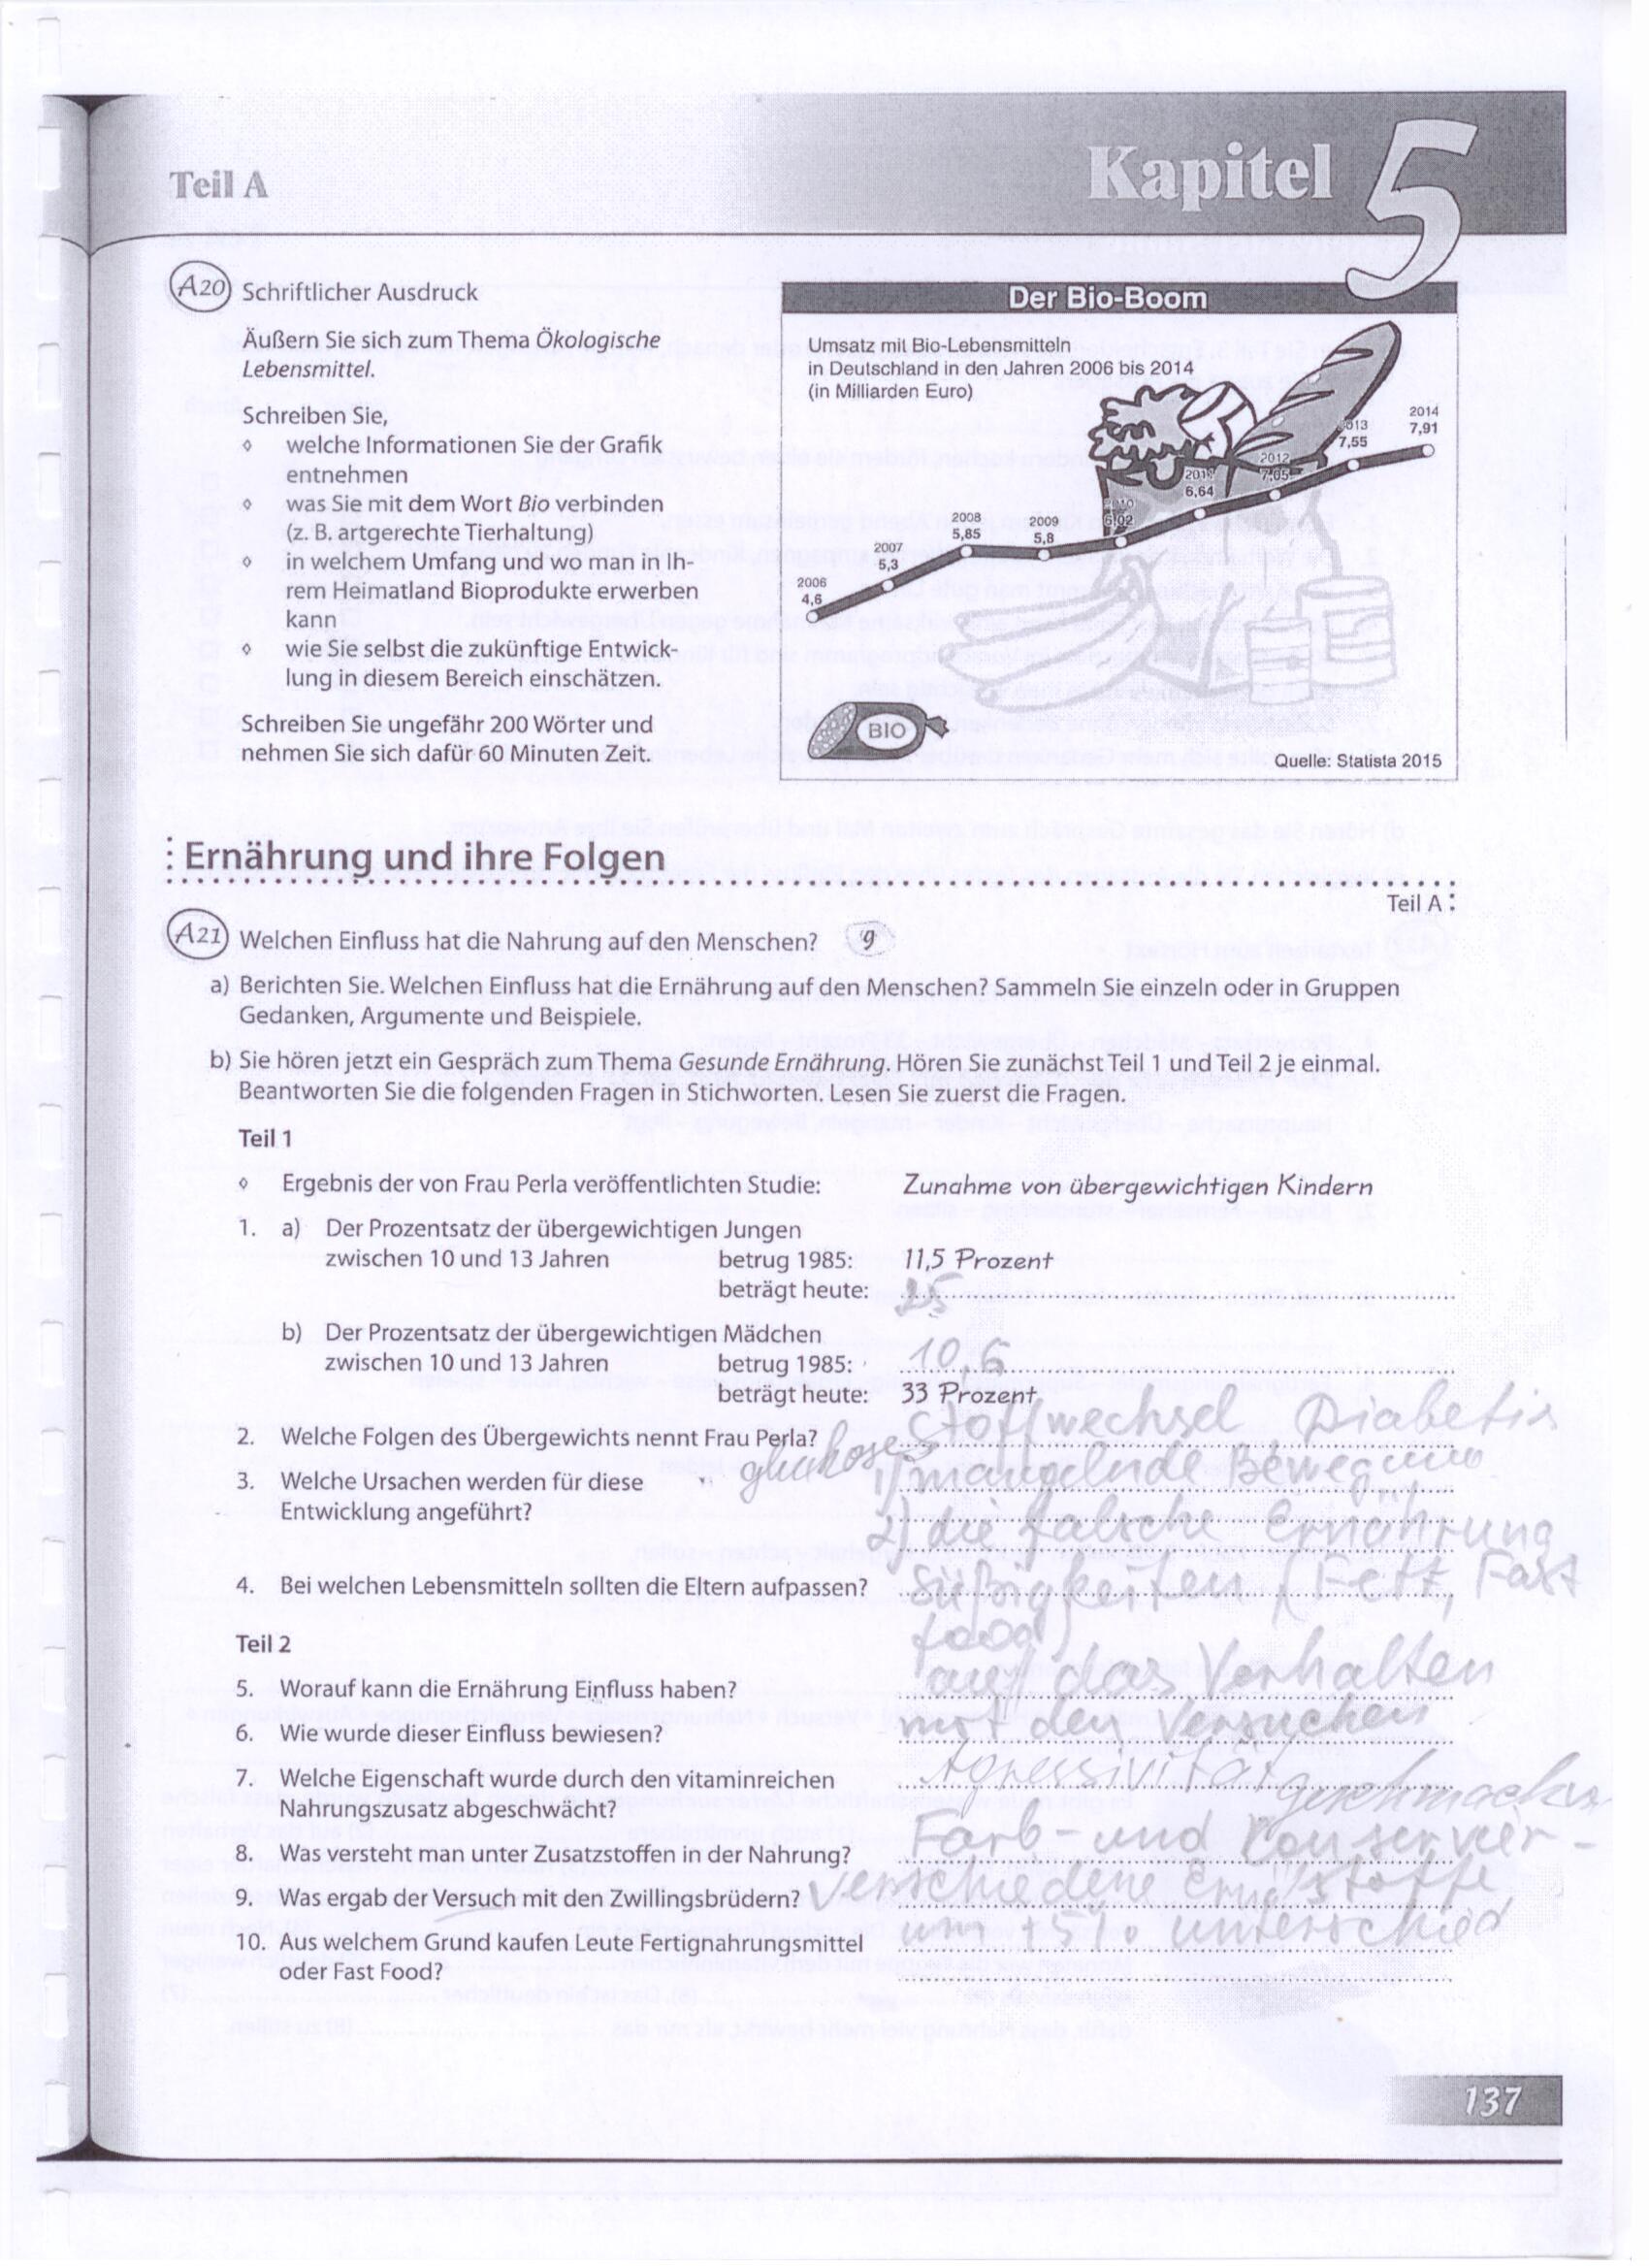 Teil A
Kapitel 5
A20 Schriftlicher Ausdruck
Äußern Sie sich zum Thema Ökologische
Lebensmittel.
Schreiben Sie,
◊ welche Informationen Sie der Grafik
entnehmen
◊ was Sie mit dem Wort Bio verbinden
(z. B. artgerechte Tierhaltung)
◊ in welchem Umfang und wo man in Ih-
rem Heimatland Bioprodukte erwerben
kann
◊ wie Sie selbst die zukünftige Entwick-
lung in diesem Bereich einschätzen.
Schreiben Sie ungefähr 200 Wörter und
nehmen Sie sich dafür 60 Minuten Zeit.
Der Bio-Boom
Umsatz mit Bio-Lebensmitteln
in Deutschland in den Jahren 2006 bis 2014
(in Milliarden Euro)
2006
4,6
2007
5,3
2008
5,85
2009
5,8
2010
6,02
2011
6,64
2012
7,05
2013
7,55
2014
7,91
BIO
Quelle: Statista 2015
Ernährung und ihre Folgen
Teil A
A21 Welchen Einfluss hat die Nahrung auf den Menschen? 9
a) Berichten Sie. Welchen Einfluss hat die Ernährung auf den Menschen? Sammeln Sie einzeln oder in Gruppen
Gedanken, Argumente und Beispiele.
b) Sie hören jetzt ein Gespräch zum Thema Gesunde Ernährung. Hören Sie zunächst Teil 1 und Teil 2 je einmal.
Beantworten Sie die folgenden Fragen in Stichworten. Lesen Sie zuerst die Fragen.
Teil 1
◊ Ergebnis der von Frau Perla veröffentlichten Studie: Zunahme von übergewichtigen Kindern
1. a) Der Prozentsatz der übergewichtigen Jungen
zwischen 10 und 13 Jahren betrug 1985: 11,5 Prozent
beträgt heute: 25
b) Der Prozentsatz der übergewichtigen Mädchen
zwischen 10 und 13 Jahren betrug 1985: 10,6
beträgt heute: 33 Prozent
2. Welche Folgen des Übergewichts nennt Frau Perla? Stoffwechsel Diabetis
3. Welche Ursachen werden für diese 1) mangelnde Bewegung
Entwicklung angeführt? 2) die falsche Ernährung
4. Bei welchen Lebensmitteln sollten die Eltern aufpassen? Süßigkeiten (Fett, Fast
food)
Teil 2
5. Worauf kann die Ernährung Einfluss haben? auf das Verhalten
6. Wie wurde dieser Einfluss bewiesen? mit den Versuchen
7. Welche Eigenschaft wurde durch den vitaminreichen
Nahrungszusatz abgeschwächt? geschmacks
8. Was versteht man unter Zusatzstoffen in der Nahrung? Farb- und Conservier-
9. Was ergab der Versuch mit den Zwillingsbrüdern? verschiedene
10. Aus welchem Grund kaufen Leute Fertignahrungsmittel unterschied
oder Fast Food?
137